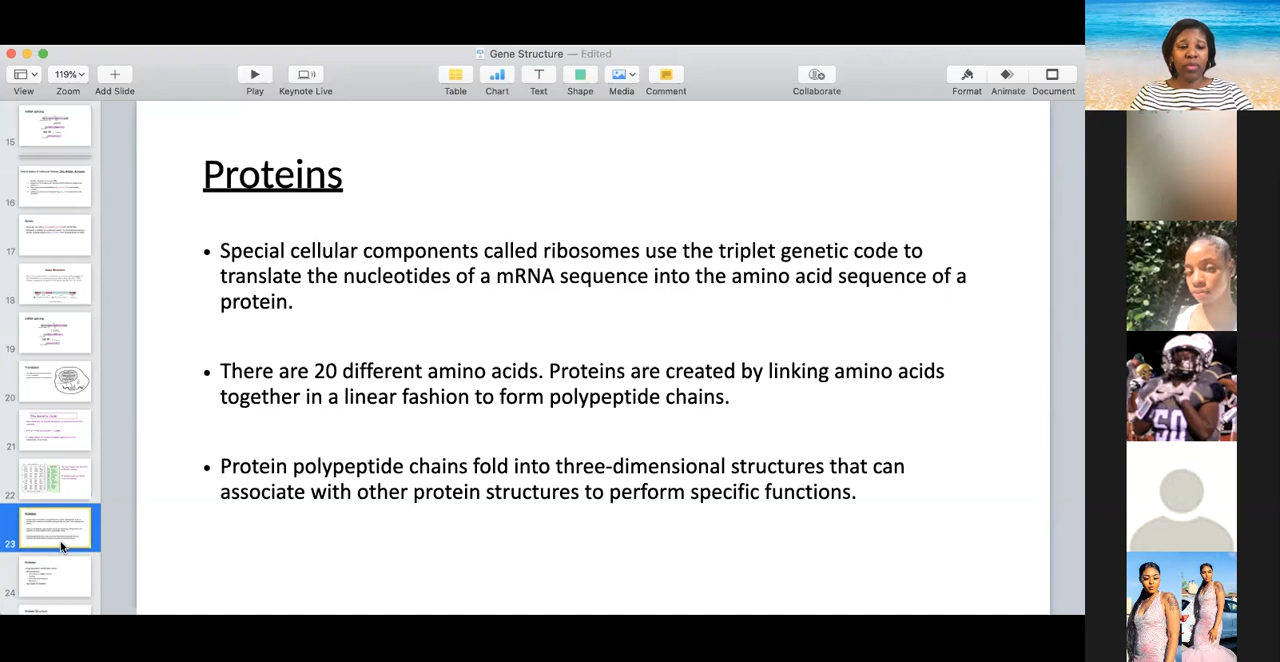 Gene Structure — Edited
119%
View
Zoom
Add Slide
Play
Keynote Live
Table
Chart
Text
Shape
Media
Comment
Collaborate
Format
Animate
Document
15
16
17
18
19
20
21
22
23
24
Proteins
• Special cellular components called ribosomes use the triplet genetic code to
translate the nucleotides of a mRNA sequence into the amino acid sequence of a
protein.
• There are 20 different amino acids. Proteins are created by linking amino acids
together in a linear fashion to form polypeptide chains.
• Protein polypeptide chains fold into three-dimensional structures that can
associate with other protein structures to perform specific functions.
50